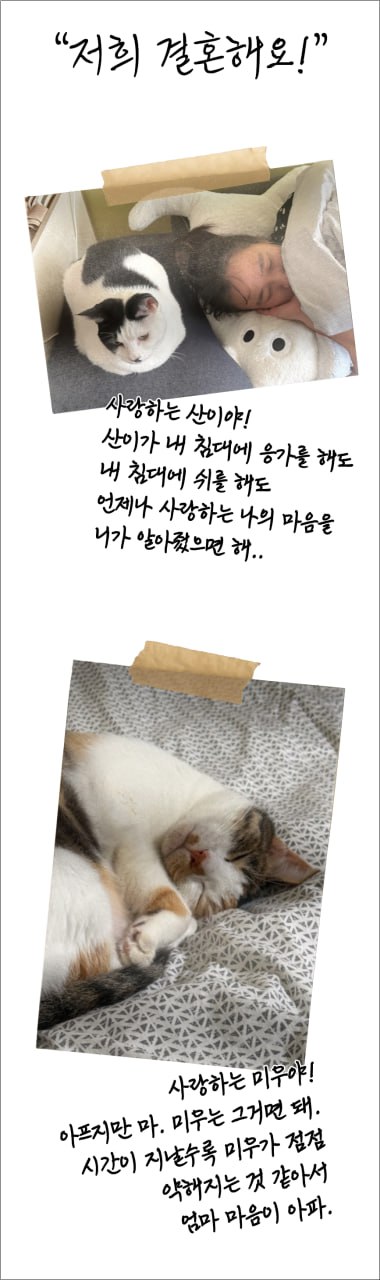 “저희 결혼해요!”
사랑하는 산이야!
산이가 내 침대에 응가를 해도
내 침대에 쉬를 해도
언제나 사랑하는 나의 마음을
니가 알아줬으면 해..
사랑하는 미우야!
아프지만 마. 미우는 그거면 돼.
시간이 지날수록 미우가 점점
약해지는 것 같아서
엄마 마음이 아파.